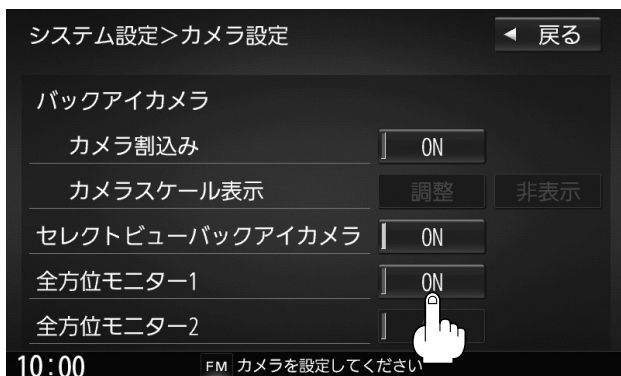 システム設定＞カメラ設定
◀ 戻る
バックアイカメラ
カメラ割込み ON
カメラスケール表示 調整 非表示
セレクトビューバックアイカメラ ON
全方位モニター1 ON
全方位モニター2
10:00 FM カメラを設定してください